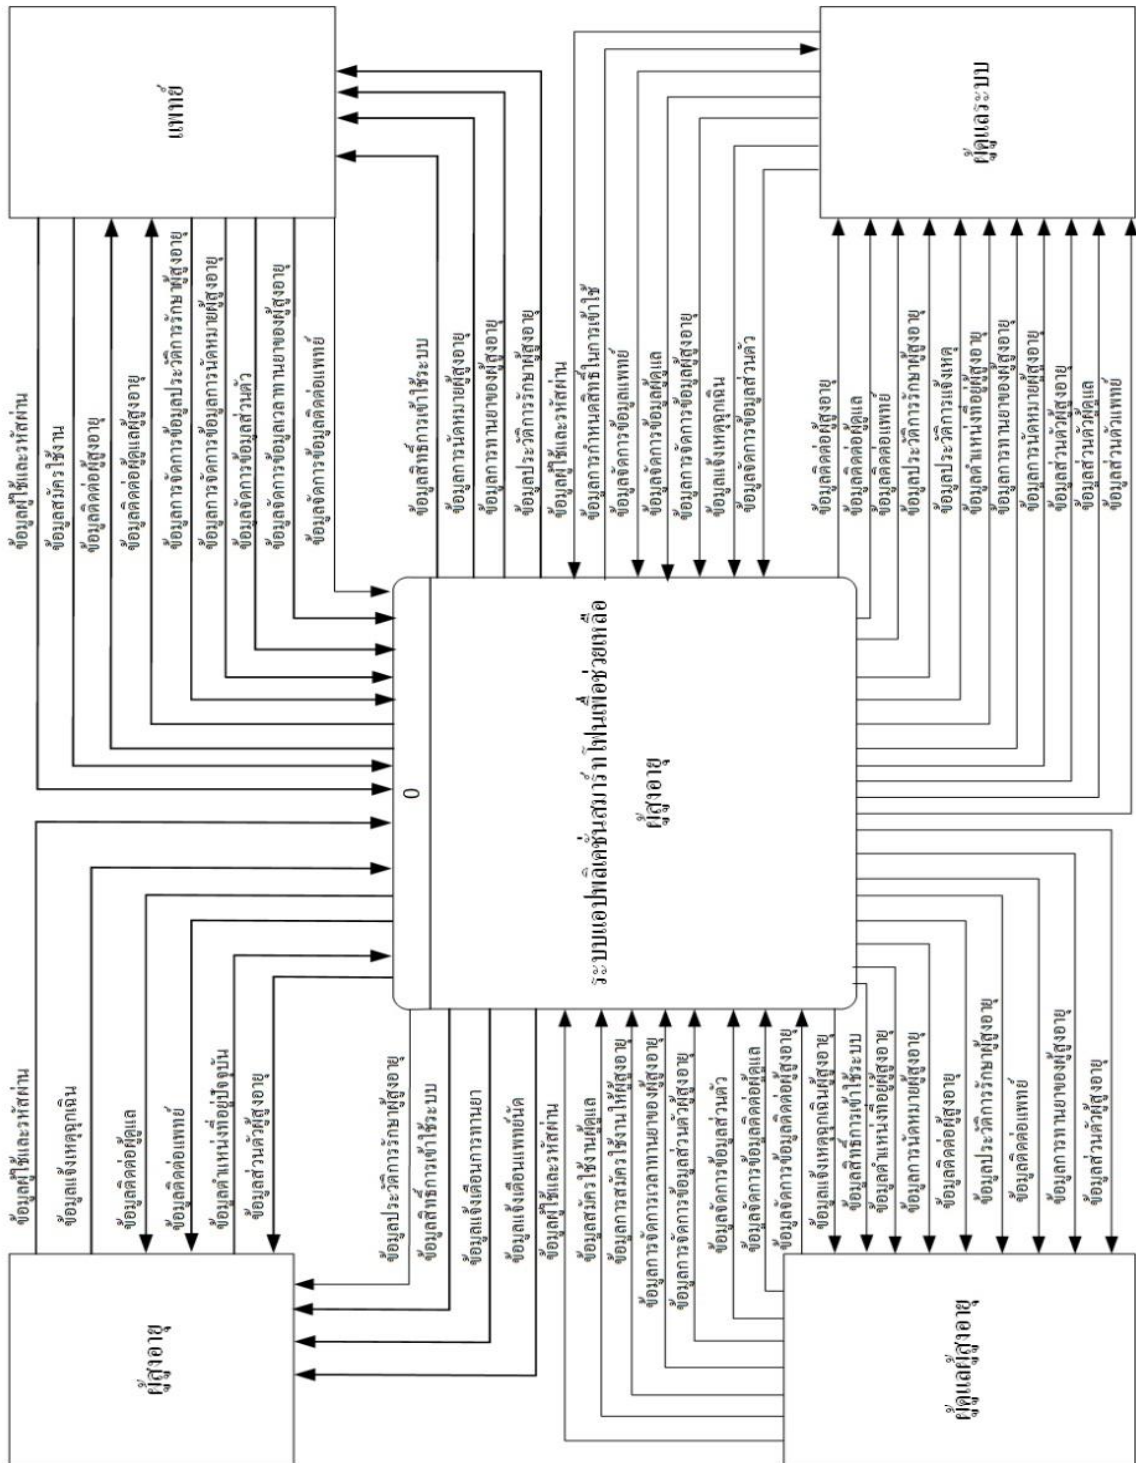 แพทย์
ผู้ดูแลระบบ
ข้อมูลผู้ใช้และรหัสผ่าน
ข้อมูลสมัครใช้งาน
ข้อมูลติดต่อผู้สูงอายุ
ข้อมูลติดต่อผู้ดูแลผู้สูงอายุ
ข้อมูลการจัดการข้อมูลประวัติการรักษาผู้สูงอายุ
ข้อมูลการจัดการข้อมูลการนัดหมายผู้สูงอายุ
ข้อมูลจัดการข้อมูลส่วนตัว
ข้อมูลจัดการข้อมูลเวลาทานยาของผู้สูงอายุ
ข้อมูลจัดการข้อมูลติดต่อแพทย์
ข้อมูลสิทธิ์การเข้าใช้ระบบ
ข้อมูลการนัดหมายผู้สูงอายุ
ข้อมูลการทานยาของผู้สูงอายุ
ข้อมูลประวัติการรักษาผู้สูงอายุ
ข้อมูลผู้ใช้และรหัสผ่าน
ข้อมูลการกำหนดสิทธิ์ในการเข้าใช้
ข้อมูลจัดการข้อมูลแพทย์
ข้อมูลจัดการข้อมูลผู้ดูแล
ข้อมูลการจัดการข้อมูลผู้สูงอายุ
ข้อมูลแจ้งเหตุฉุกเฉิน
ข้อมูลจัดการข้อมูลส่วนตัว
ข้อมูลติดต่อผู้สูงอายุ
ข้อมูลติดต่อผู้ดูแล
ข้อมูลติดต่อแพทย์
ข้อมูลประวัติการรักษาผู้สูงอายุ
ข้อมูลประวัติการแจ้งเหตุ
ข้อมูลตำแหน่งที่อยู่ผู้สูงอายุ
ข้อมูลการทานยาของผู้สูงอายุ
ข้อมูลการนัดหมายผู้สูงอายุ
ข้อมูลส่วนตัวผู้สูงอายุ
ข้อมูลส่วนตัวผู้ดูแล
ข้อมูลส่วนตัวแพทย์
0
ระบบแอปพลิเคชันสมาร์ทโฟนเพื่อช่วยเหลือ
ผู้สูงอายุ
ข้อมูลผู้ใช้และรหัสผ่าน
ข้อมูลแจ้งเหตุฉุกเฉิน
ข้อมูลติดต่อผู้ดูแล
ข้อมูลติดต่อแพทย์
ข้อมูลตำแหน่งที่อยู่ปัจจุบัน
ข้อมูลส่วนตัวผู้สูงอายุ
ข้อมูลประวัติการรักษาผู้สูงอายุ
ข้อมูลสิทธิ์การเข้าใช้ระบบ
ข้อมูลแจ้งเตือนการทานยา
ข้อมูลแจ้งเตือนแพทย์นัด
ข้อมูลผู้ใช้และรหัสผ่าน
ข้อมูลสมัครใช้งานผู้ดูแล
ข้อมูลการสมัครใช้งานให้ผู้สูงอายุ
ข้อมูลการจัดการเวลาทานยาของผู้สูงอายุ
ข้อมูลการจัดการข้อมูลส่วนตัวผู้สูงอายุ
ข้อมูลจัดการข้อมูลส่วนตัว
ข้อมูลจัดการข้อมูลติดต่อผู้ดูแล
ข้อมูลจัดการข้อมูลติดต่อผู้สูงอายุ
ข้อมูลแจ้งเหตุฉุกเฉินผู้สูงอายุ
ข้อมูลสิทธิ์การเข้าใช้ระบบ
ข้อมูลตำแหน่งที่อยู่ผู้สูงอายุ
ข้อมูลการนัดหมายผู้สูงอายุ
ข้อมูลติดต่อผู้สูงอายุ
ข้อมูลประวัติการรักษาผู้สูงอายุ
ข้อมูลติดต่อแพทย์
ข้อมูลการทานยาของผู้สูงอายุ
ข้อมูลส่วนตัวผู้สูงอายุ
ผู้สูงอายุ
ผู้ดูแลผู้สูงอายุ